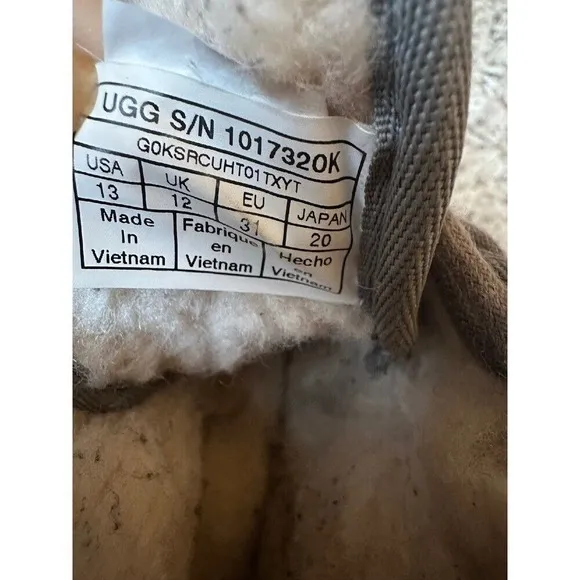 UGG S/N 1017320K
G0KSRCUHT01TXYT
USA UK EU JAPAN
13 12 31 20
Made Fabriqué Hecho
In en en
Vietnam Vietnam Vietnam